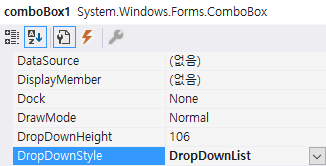 comboBox1 System.Windows.Forms.ComboBox
DataSource (없음)
DisplayMember (없음)
Dock None
DrawMode Normal
DropDownHeight 106
DropDownStyle DropDownList